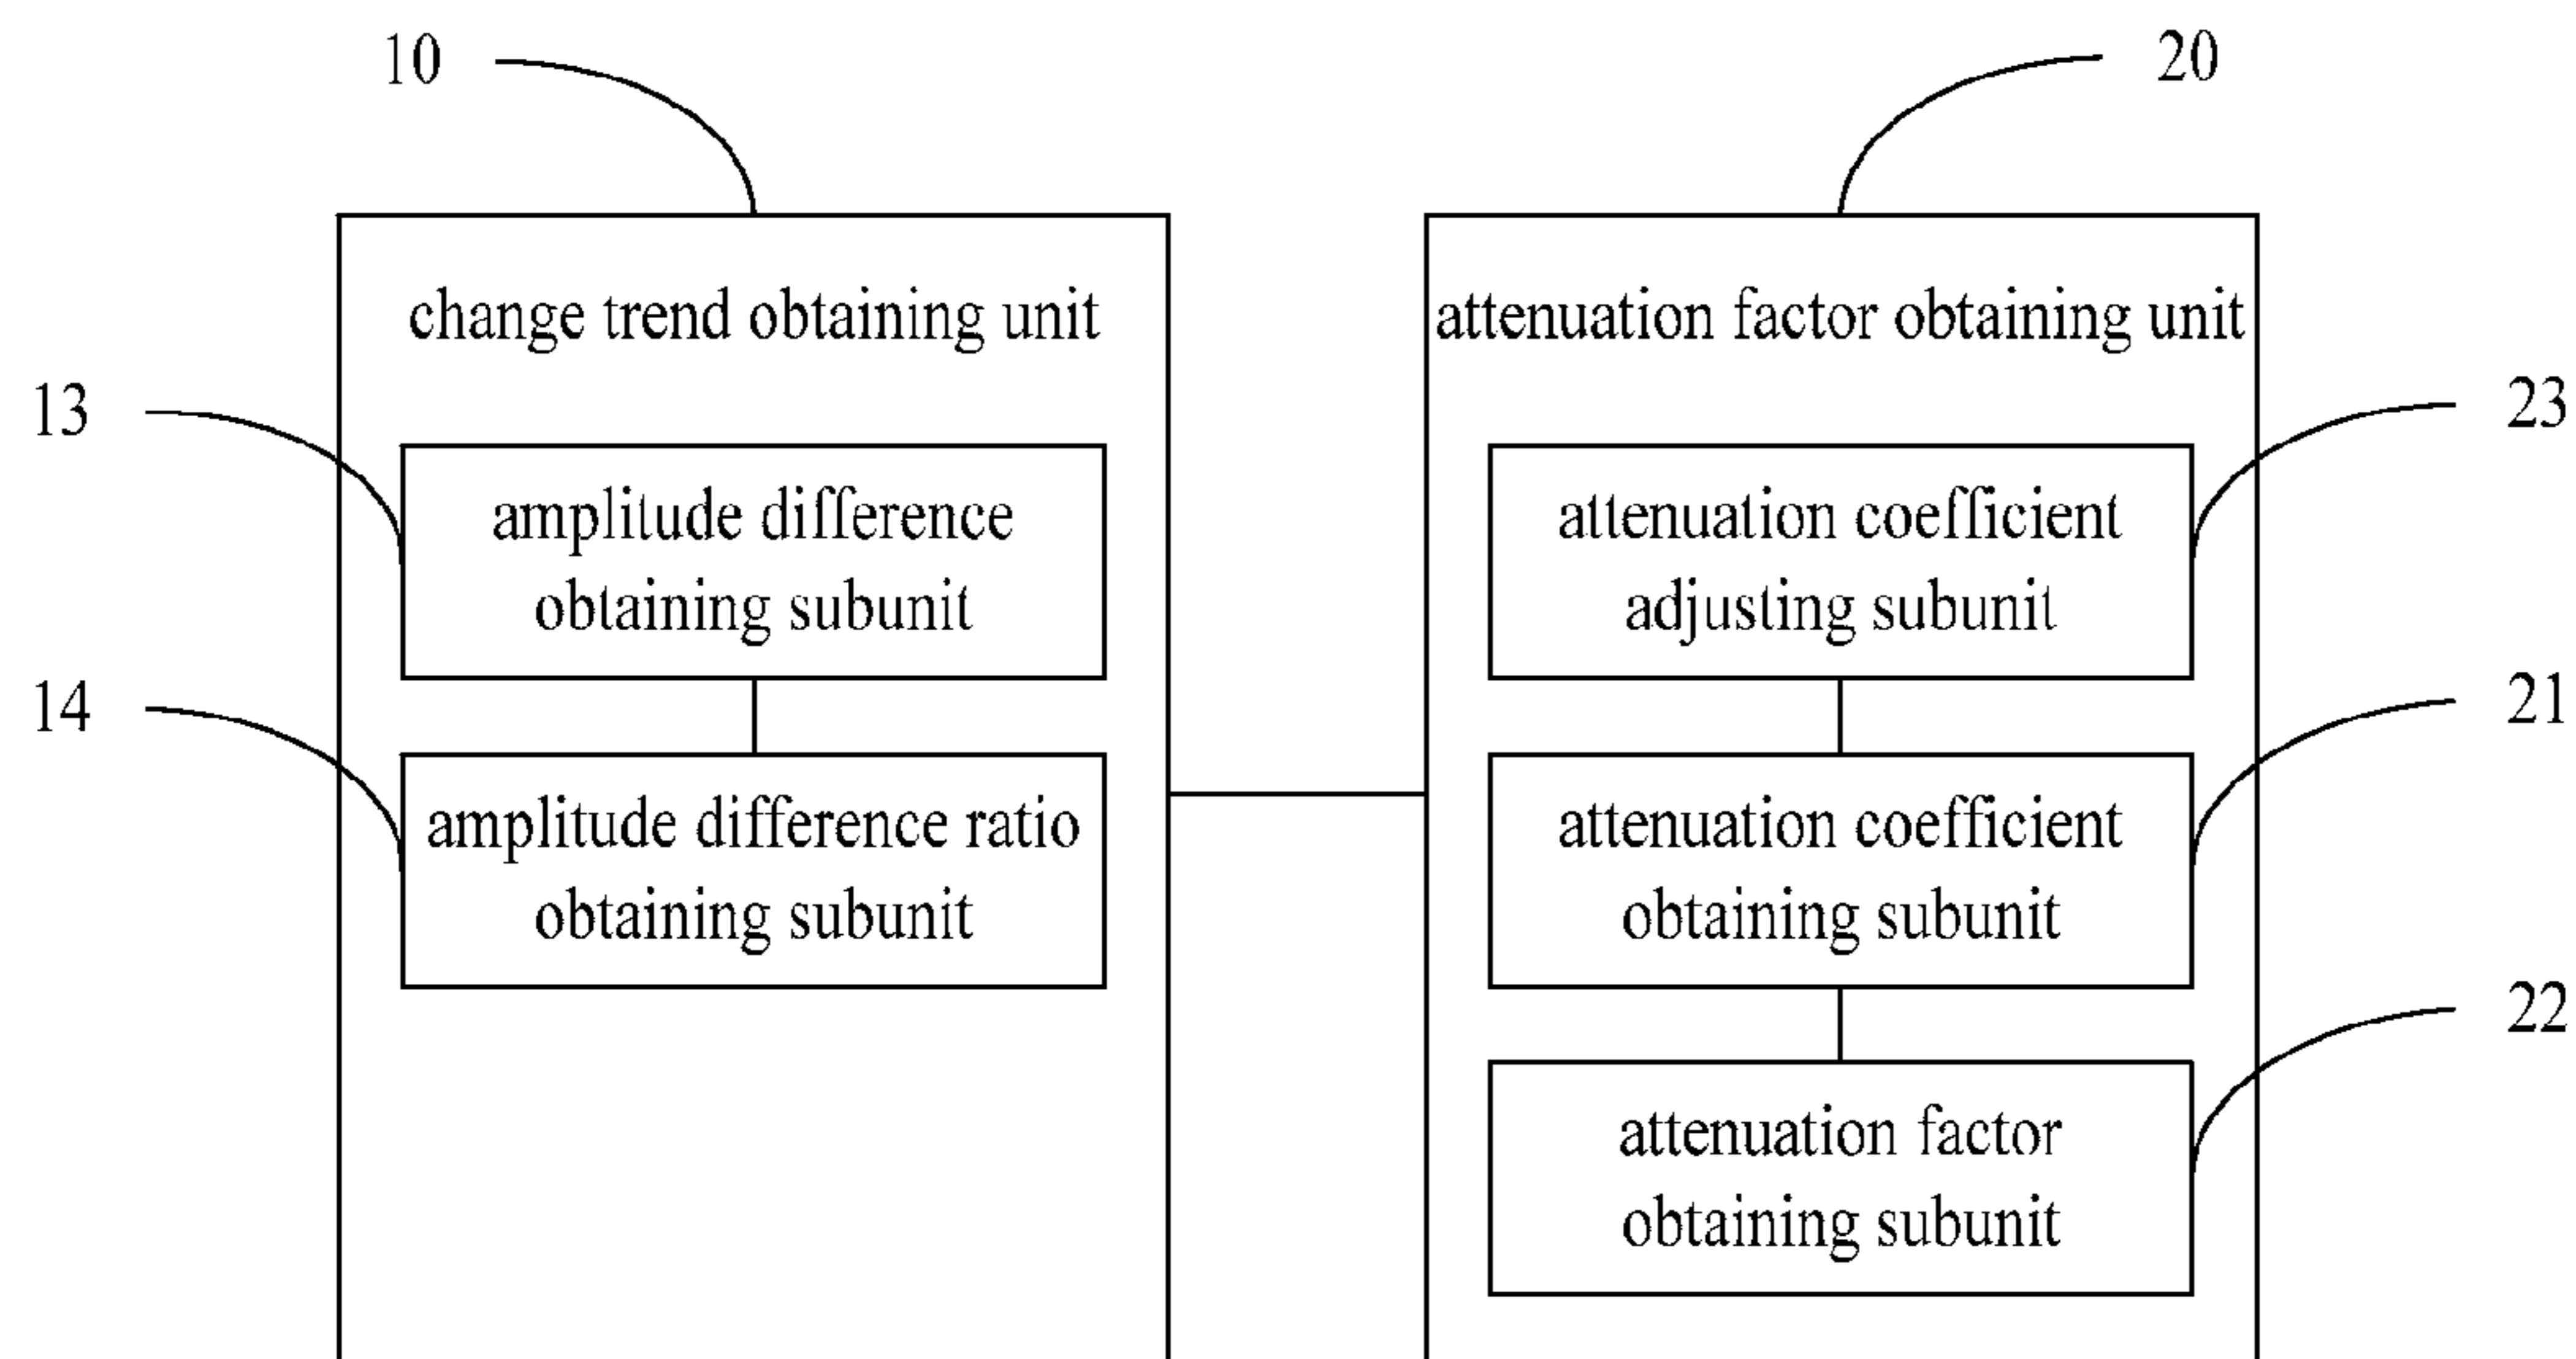 10
20
change trend obtaining unit
attenuation factor obtaining unit
13
23
amplitude difference
obtaining subunit
attenuation coefficient
adjusting subunit
14
21
amplitude difference ratio
obtaining subunit
attenuation coefficient
obtaining subunit
22
attenuation factor
obtaining subunit